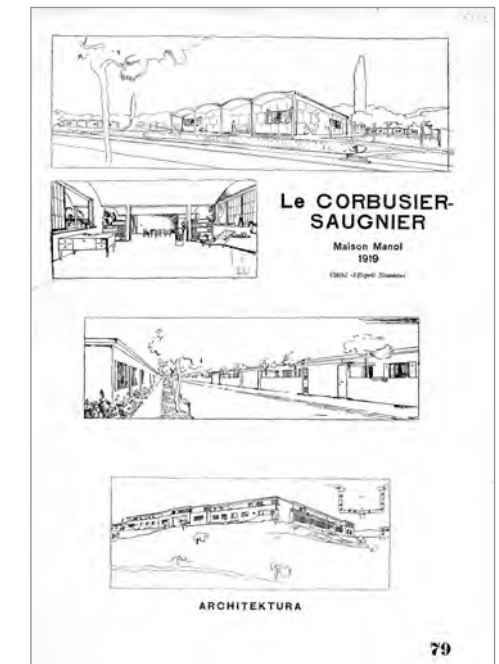 Le CORBUSIER-
SAUGNIER
Maison Manol
1919
ARCHITEKTURA
79